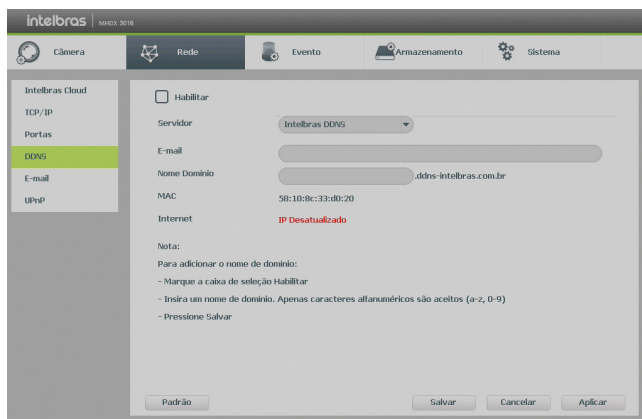 intelbras MHDX 3016
Câmera Rede Evento Armazenamento Sistema
Intelbras Cloud
TCP/IP
Portas
DDNS
E-mail
UPnP
Habilitar
Servidor Intelbras DDNS
E-mail
Nome Domínio .ddns-intelbras.com.br
MAC 58:10:8c:33:d0:20
Internet IP Desatualizado
Nota:
Para adicionar o nome de domínio:
- Marque a caixa de seleção Habilitar
- Insira um nome de domínio. Apenas caracteres alfanuméricos são aceitos (a-z, 0-9)
- Pressione Salvar
Padrão Salvar Cancelar Aplicar